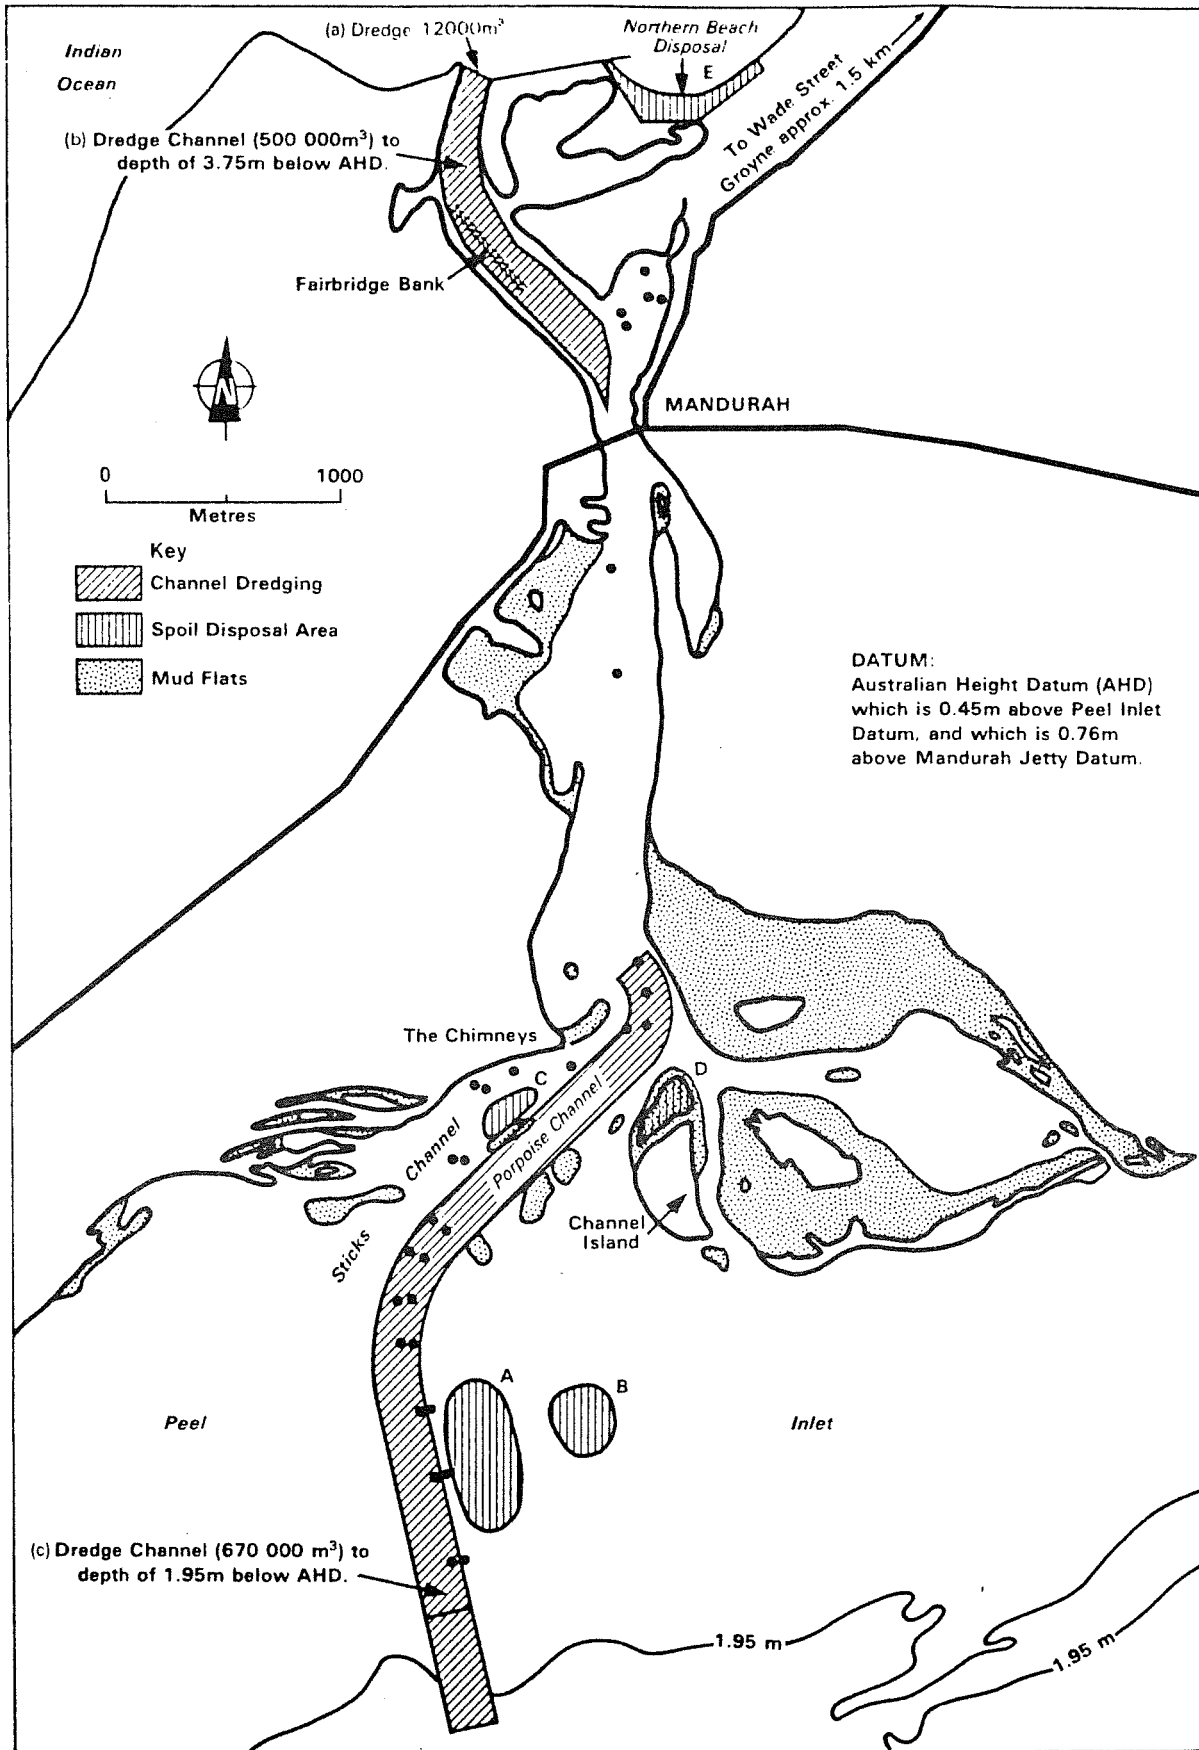 (a) Dredge 12000m³
Northern Beach
Disposal
E
Indian
Ocean
To Wade Street
Groyne approx. 1.5 km
(b) Dredge Channel (500 000m³) to
depth of 3.75m below AHD.
Fairbridge Bank
N
MANDURAH
0 1000
Metres
Key
Channel Dredging
Spoil Disposal Area
Mud Flats
DATUM:
Australian Height Datum (AHD)
which is 0.45m above Peel Inlet
Datum, and which is 0.76m
above Mandurah Jetty Datum.
The Chimneys
C
D
Porpoise Channel
Sticks Channel
Channel
Island
A
B
Peel Inlet
(c) Dredge Channel (670 000 m³) to
depth of 1.95m below AHD.
1.95 m
1.95 m